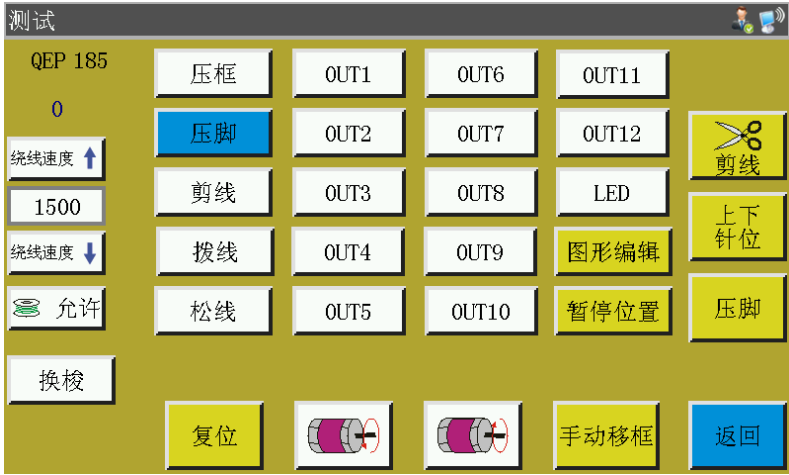 测试
QEP 185
0
绕线速度
1500
绕线速度
允许
换梭
压框
OUT1
OUT6
OUT11
压脚
OUT2
OUT7
OUT12
剪线
OUT3
OUT8
LED
拨线
OUT4
OUT9
图形编辑
松线
OUT5
OUT10
暂停位置
剪线
上下
针位
压脚
复位
手动移框
返回